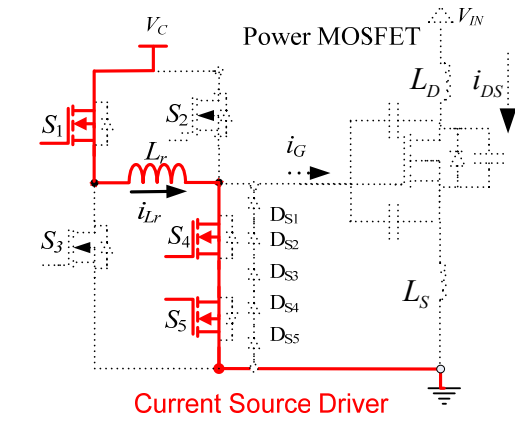 V_C
V_IN
Power MOSFET
L_D
i_DS
S_1
S_2
L_r
i_G
i_Lr
D_S1
S_3
S_4
D_S2
D_S3
L_S
S_5
D_S4
D_S5
Current Source Driver